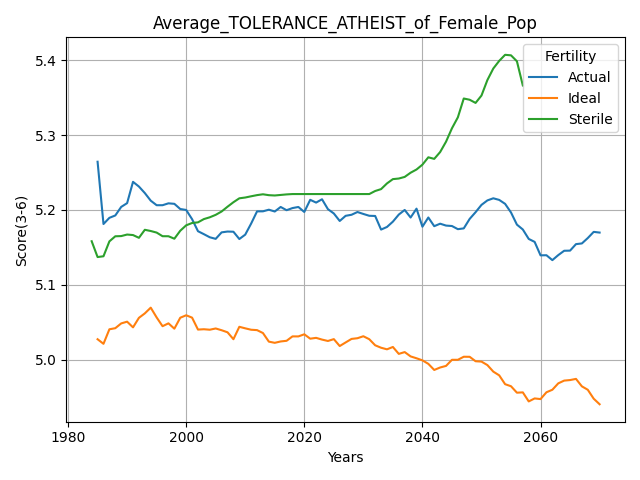 Average_TOLERANCE_ATHEIST_of_Female_Pop
Fertility
Actual
Ideal
Sterile
Score(3-6)
5.4
5.3
5.2
5.1
5.0
1980
2000
2020
2040
2060
Years